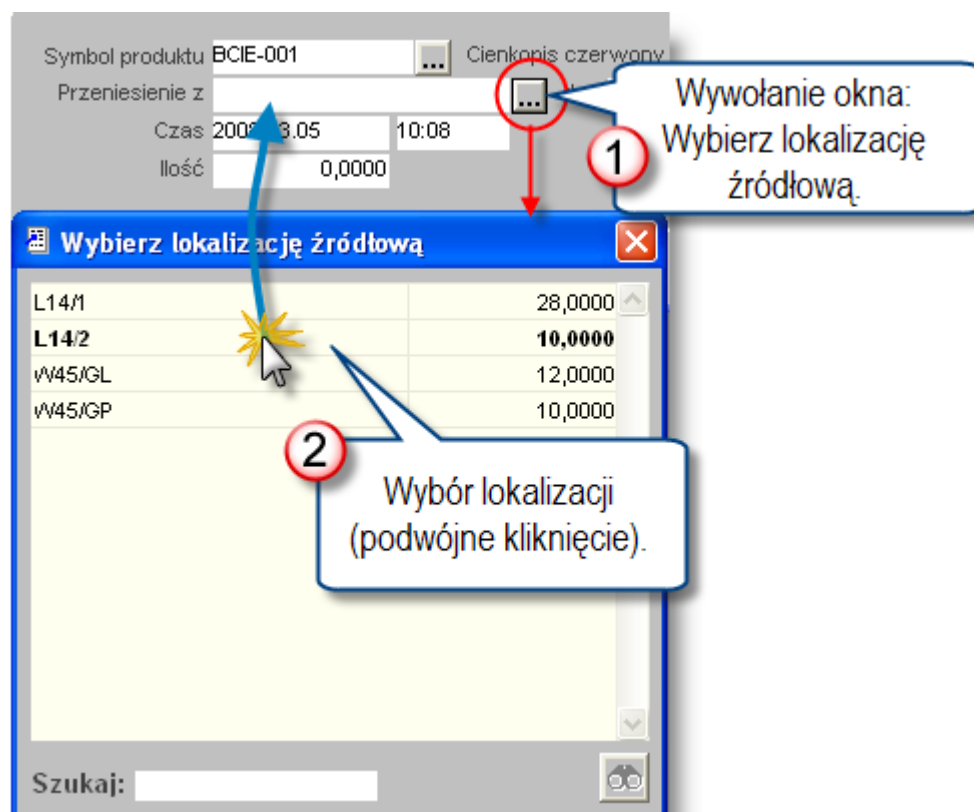 Symbol produktu BCIE-001 ... Cienkopis czerwony
Przeniesienie z ...
Czas 10:08
Ilość 0,0000
Wywołanie okna:
Wybierz lokalizację
źródłową.
1
Wybierz lokalizację źródłową
L14/1 28,0000
L14/2 10,0000
W45/GL 12,0000
W45/GP 10,0000
2
Wybór lokalizacji
(podwójne kliknięcie).
Szukaj: